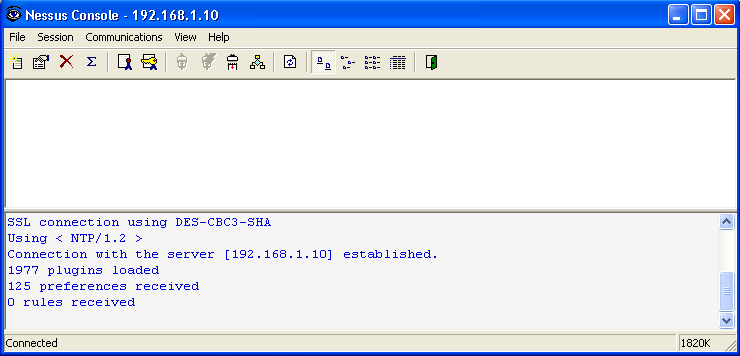 Nessus Console - 192.168.1.10
File Session Communications View Help
SSL connection using DES-CBC3-SHA
Using < NTP/1.2 >
Connection with the server [192.168.1.10] established.
1977 plugins loaded
125 preferences received
0 rules received
Connected 1820K